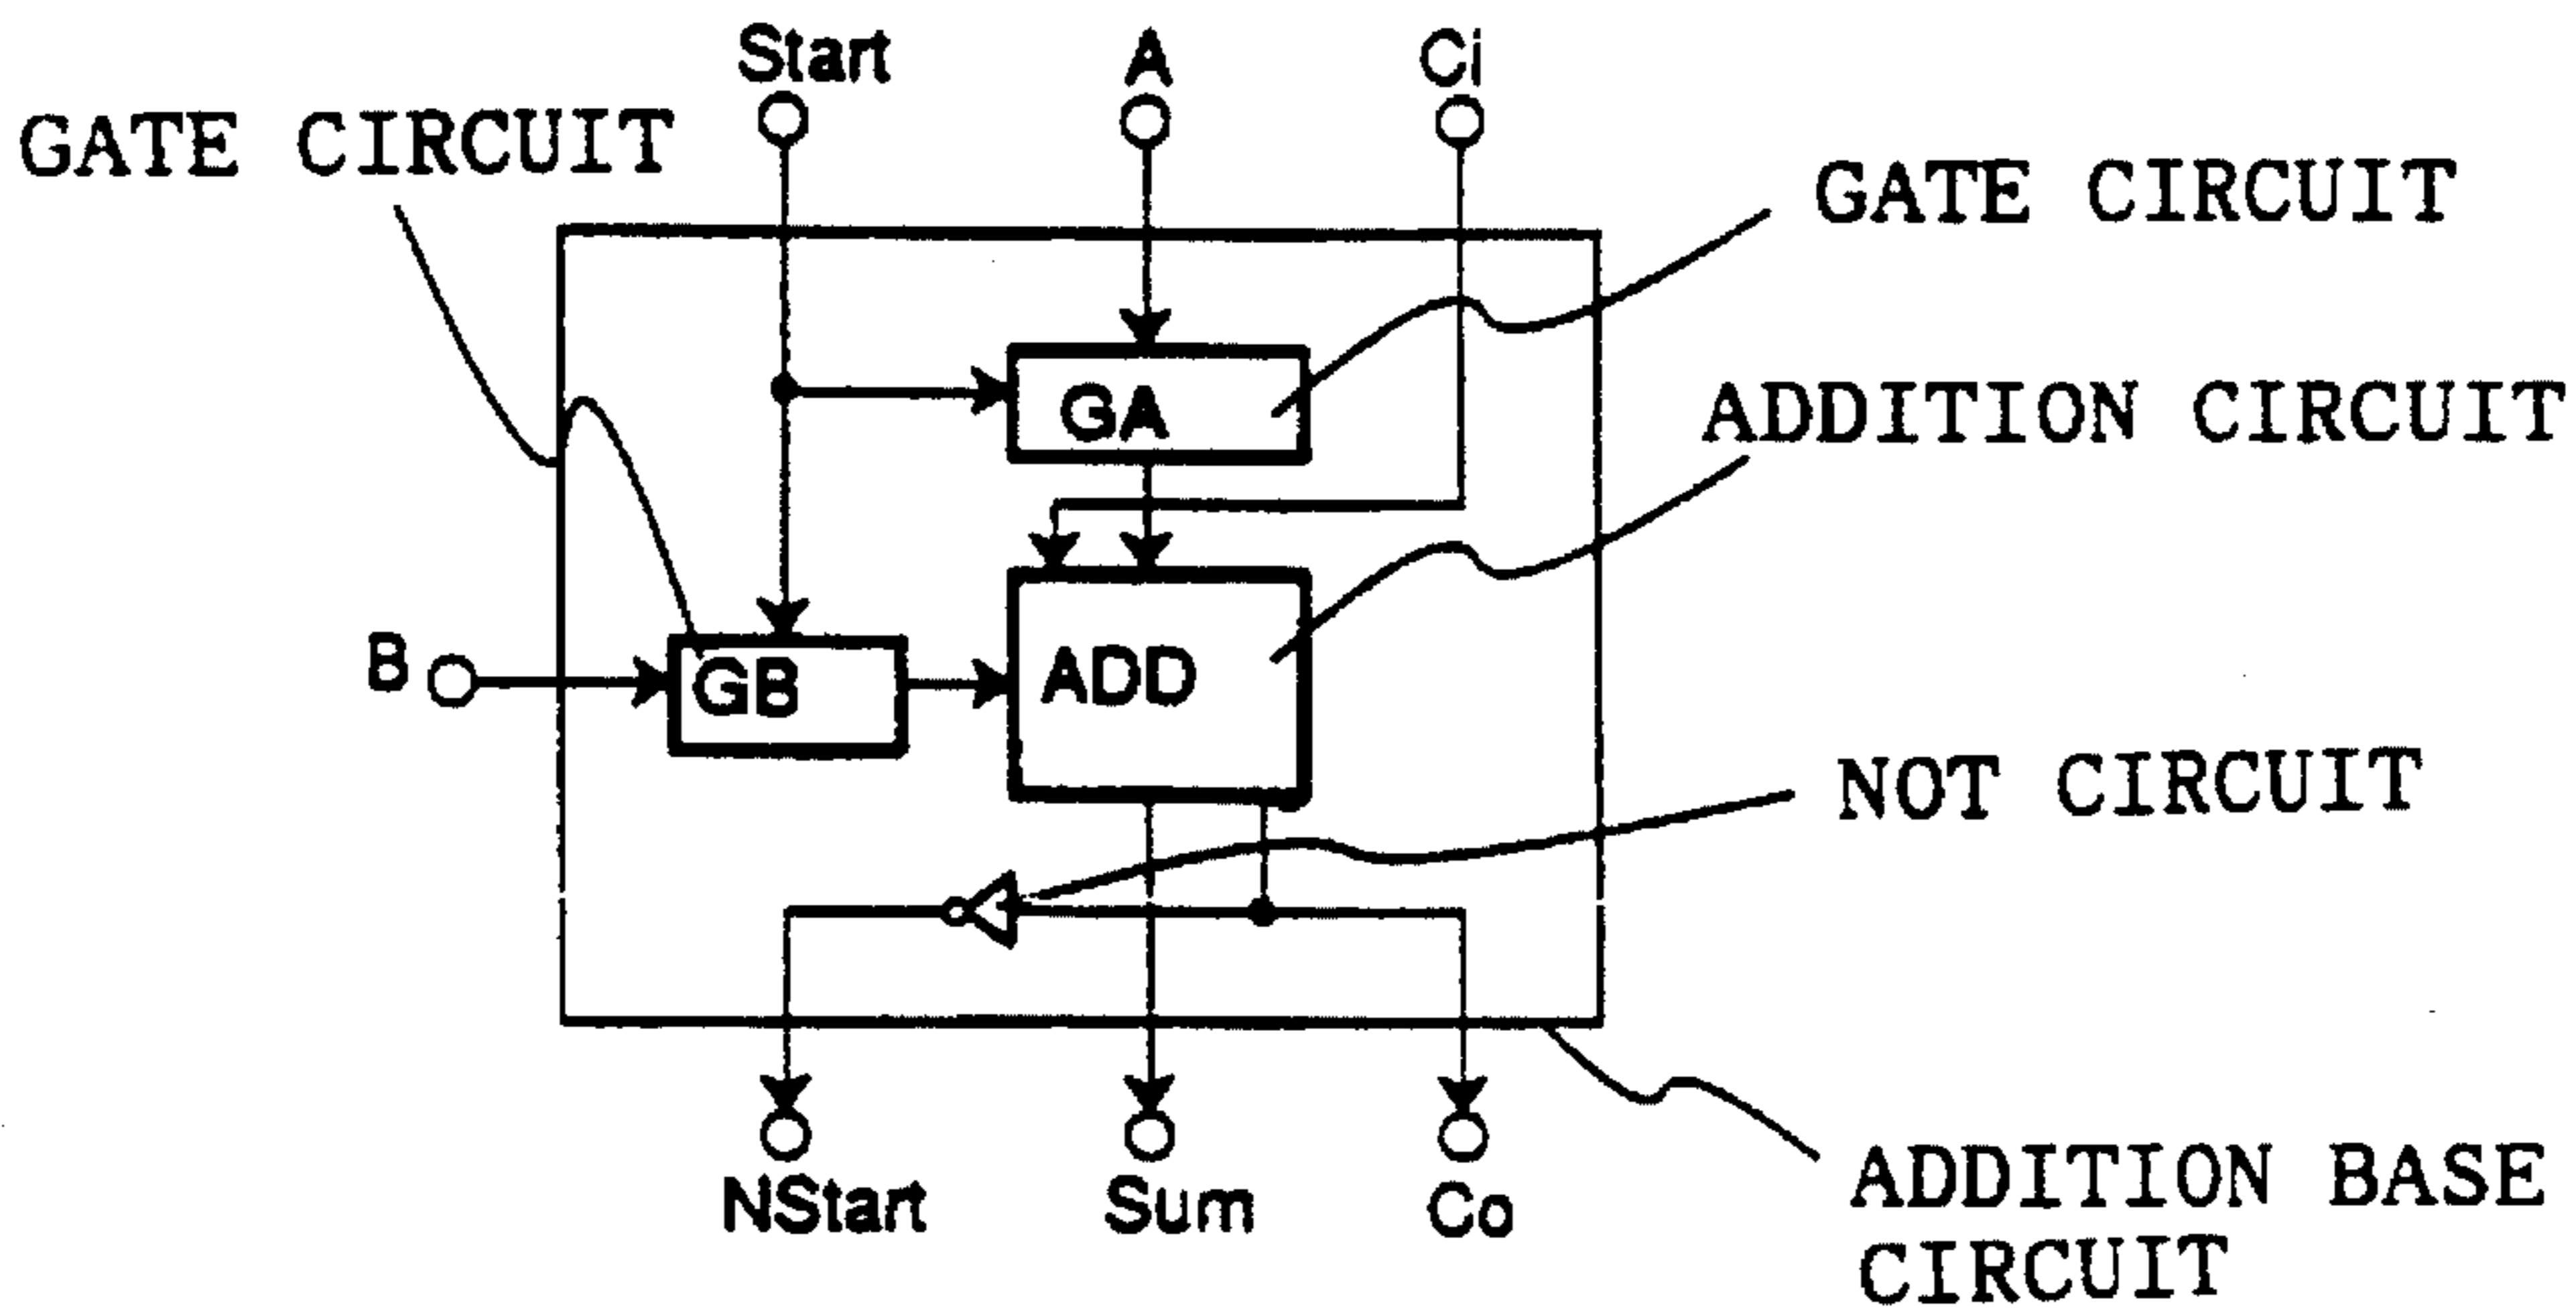 Start
A
Ci
GATE CIRCUIT
GATE CIRCUIT
GA
ADDITION CIRCUIT
B
GB
ADD
NOT CIRCUIT
NStart
Sum
Co
ADDITION BASE
CIRCUIT